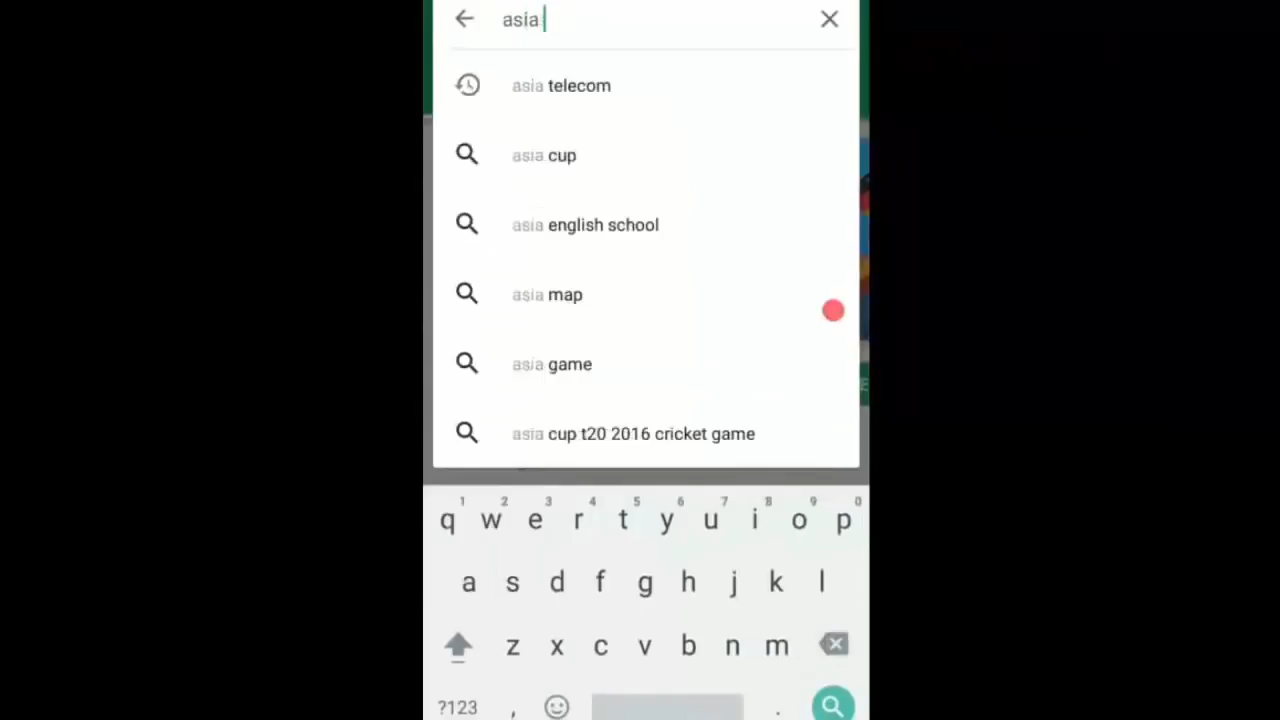 asia
asia telecom
asia cup
asia english school
asia map
asia game
asia cup t20 2016 cricket game
1 2 3 4 5 6 7 8 9 0
q w e r t y u i o p
a s d f g h j k l
z x c v b n m
?123 , .